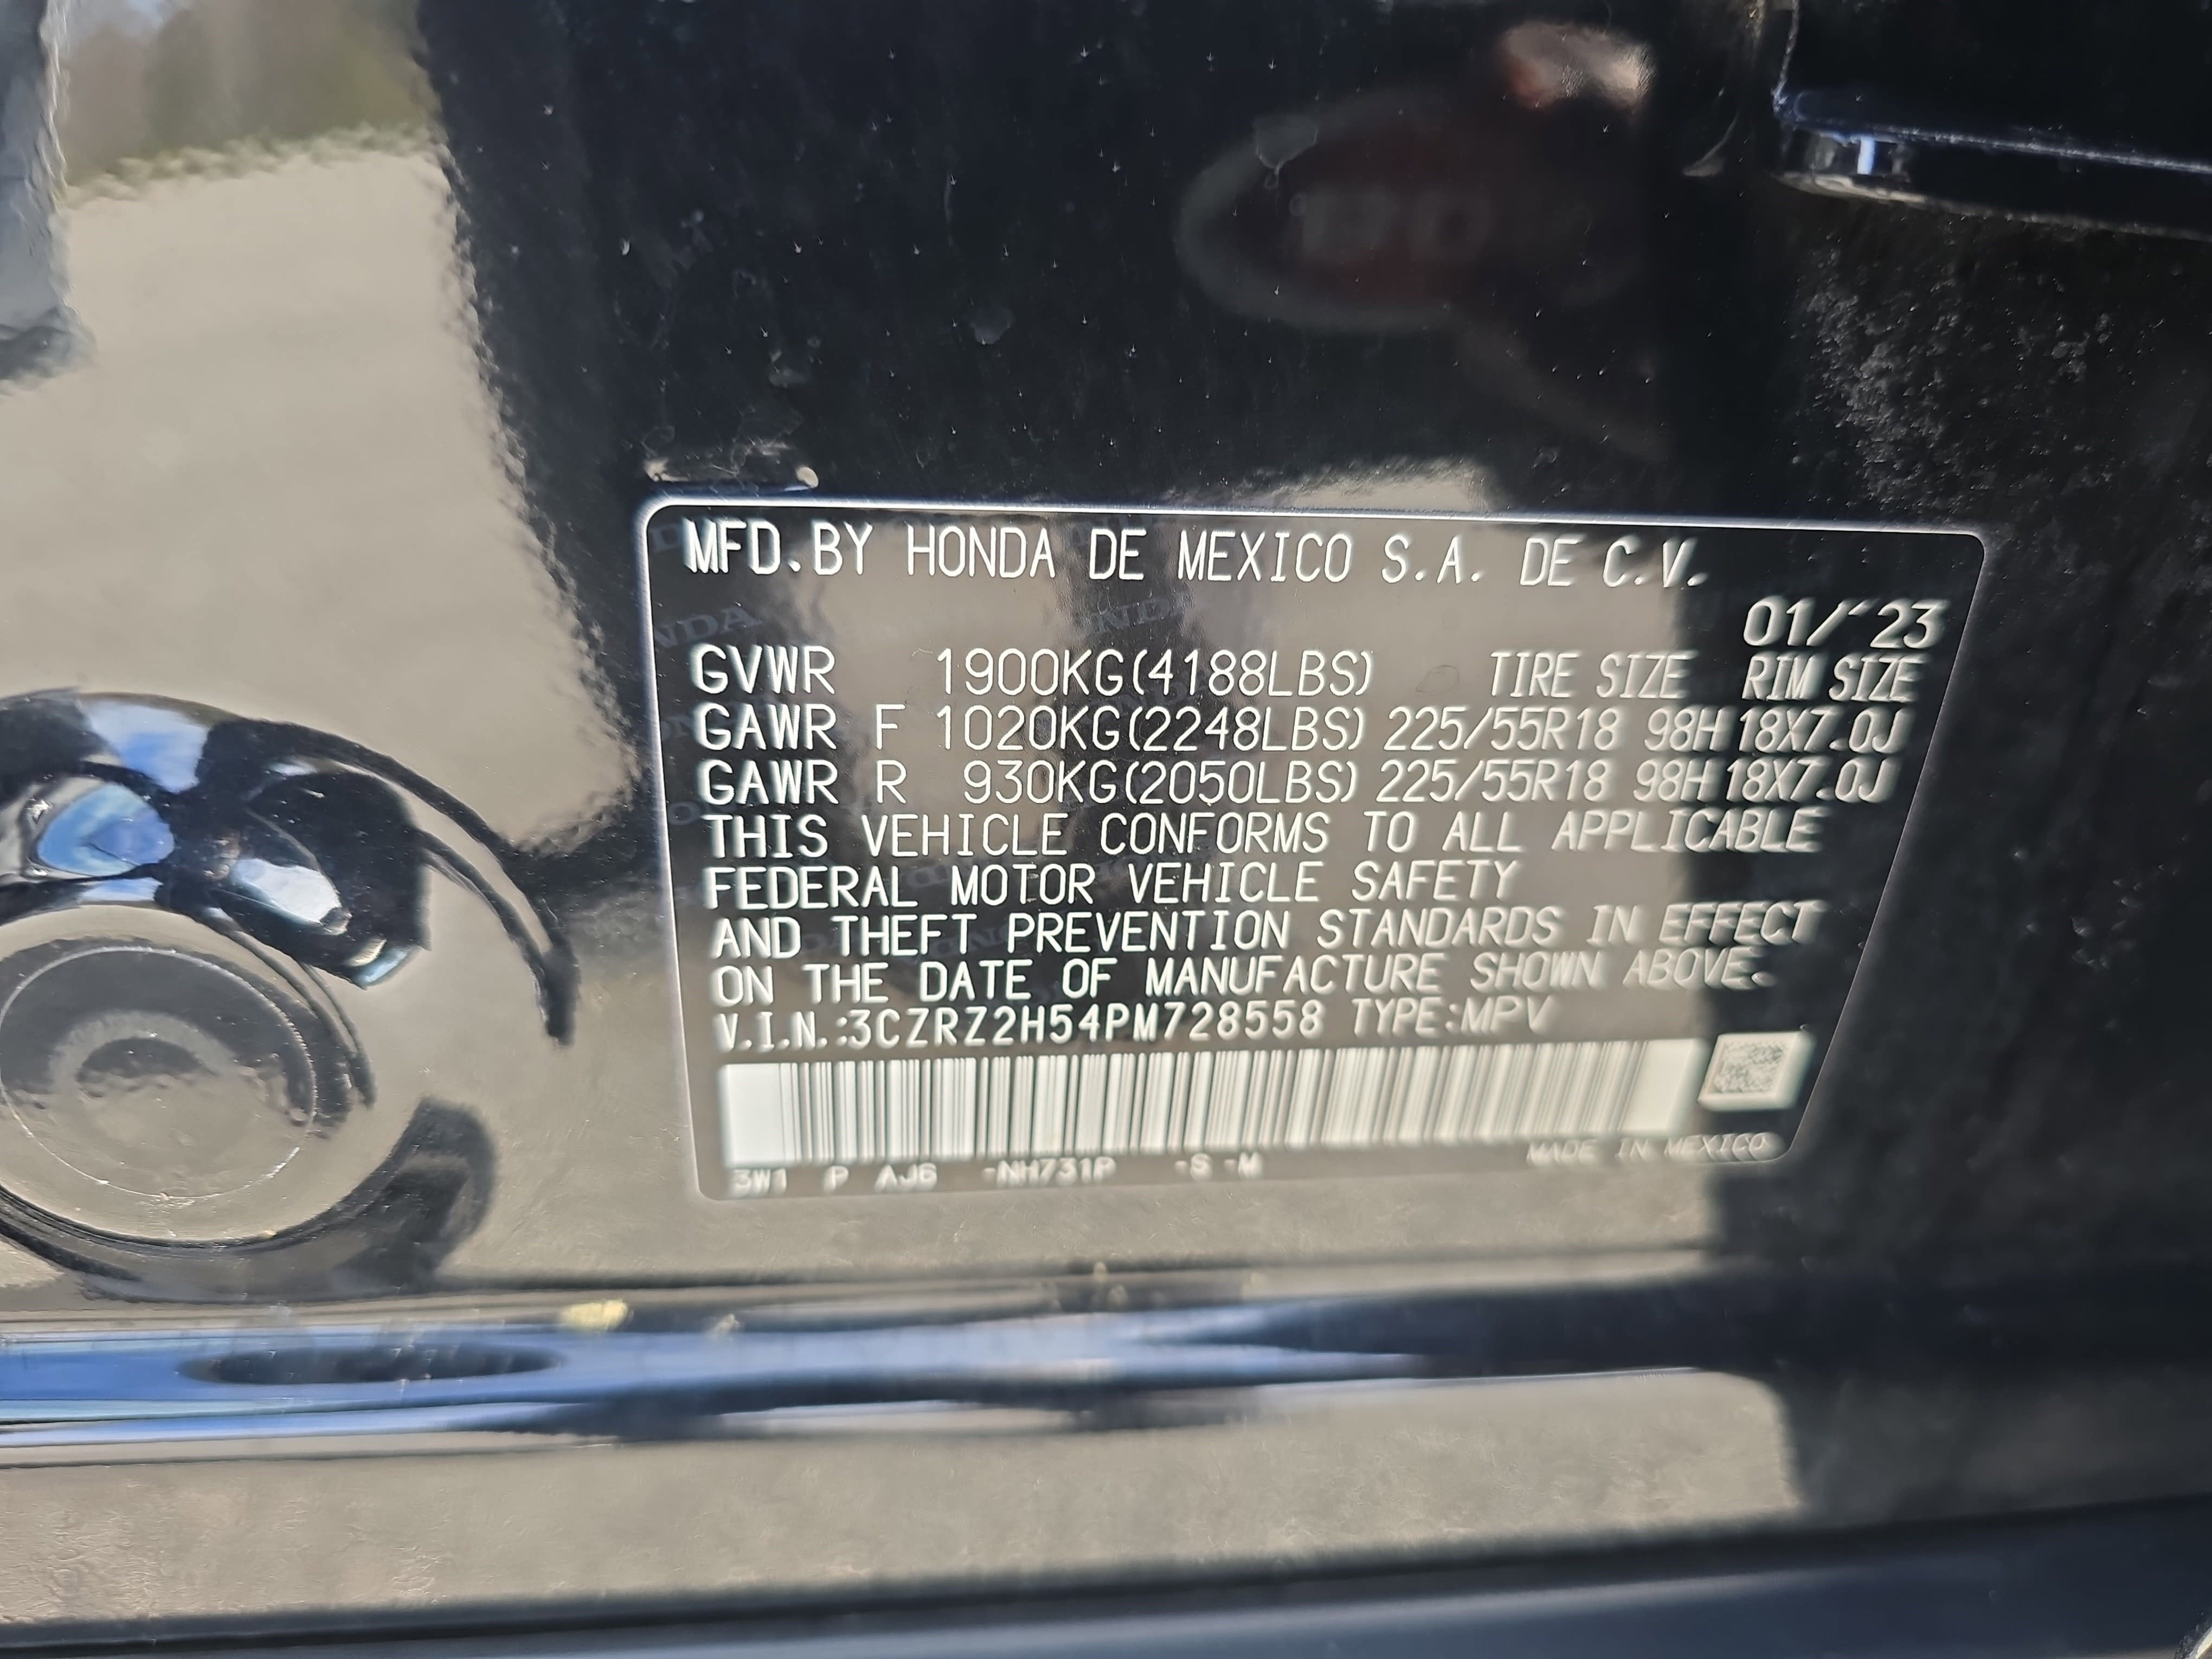 MFD.BY HONDA DE MEXICO S.A. DE C.V.
01/'23
GVWR 1900KG(4188LBS) TIRE SIZE RIM SIZE
GAWR F 1020KG(2248LBS) 225/55R18 98H 18X7.0J
GAWR R 930KG(2050LBS) 225/55R18 98H 18X7.0J
THIS VEHICLE CONFORMS TO ALL APPLICABLE
FEDERAL MOTOR VEHICLE SAFETY
AND THEFT PREVENTION STANDARDS IN EFFECT
ON THE DATE OF MANUFACTURE SHOWN ABOVE.
V.I.N.:3CZRZ2H54PM728558 TYPE:MPV
3W1 P AJ6 -NH731P -S -M MADE IN MEXICO